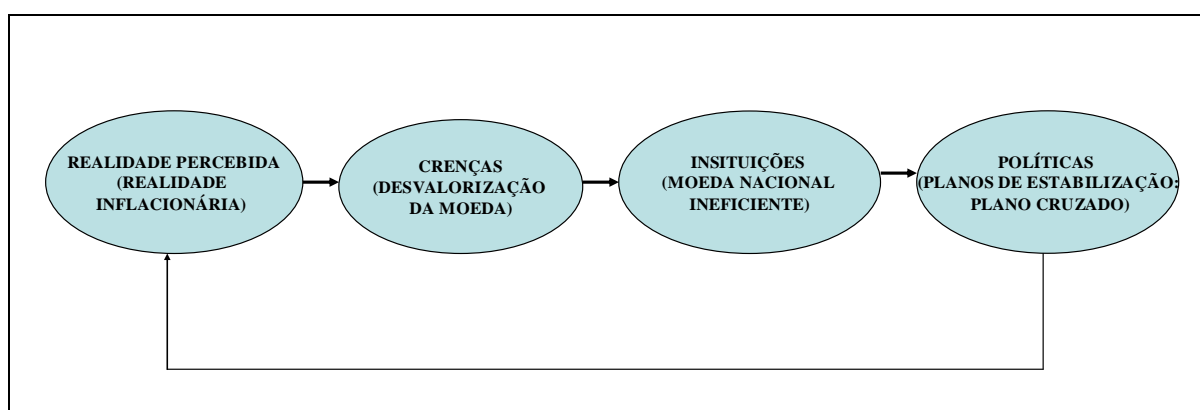 REALIDADE PERCEBIDA
(REALIDADE
INFLACIONÁRIA)
CRENÇAS
(DESVALORIZAÇÃO
DA MOEDA)
INSITUIÇÕES
(MOEDA NACIONAL
INEFICIENTE)
POLÍTICAS
(PLANOS DE ESTABILIZAÇÃO:
PLANO CRUZADO)